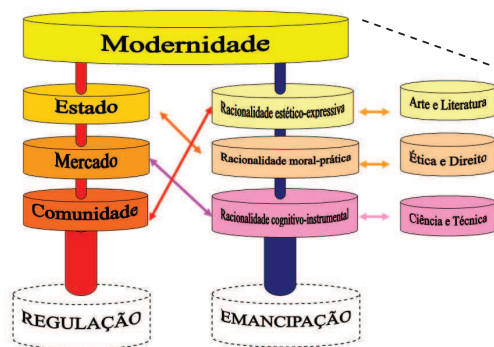 Modernidade
Estado
Mercado
Comunidade
REGULAÇÃO
Racionalidade estético-expressiva
Racionalidade moral-prática
Racionalidade cognitivo-instrumental
EMANCIPAÇÃO
Arte e Literatura
Ética e Direito
Ciência e Técnica